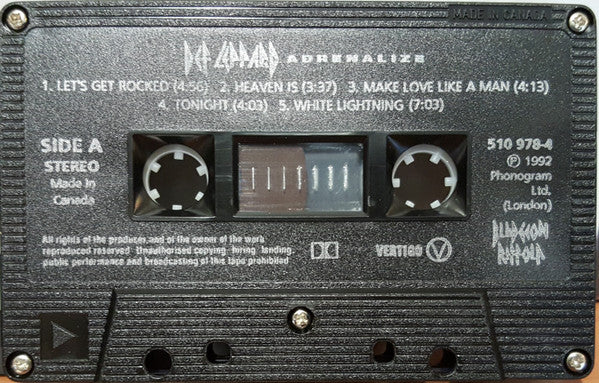 MADE IN CANADA
DEF LEPPARD ADRENALIZE
1. LET'S GET ROCKED (4:56) 2. HEAVEN IS (3:37) 3. MAKE LOVE LIKE A MAN (4:13)
4. TONIGHT (4:03) 5. WHITE LIGHTNING (7:03)
SIDE A
STEREO
Made In
Canada
510 978-4
℗ 1992
Phonogram
Ltd.
(London)
BLUDGEON
RIFFOLA
All rights of the producer and of the owner of the work
reproduced reserved. Unauthorised copying, hiring, lending,
public performance and broadcasting of this tape prohibited
VERTIGO V